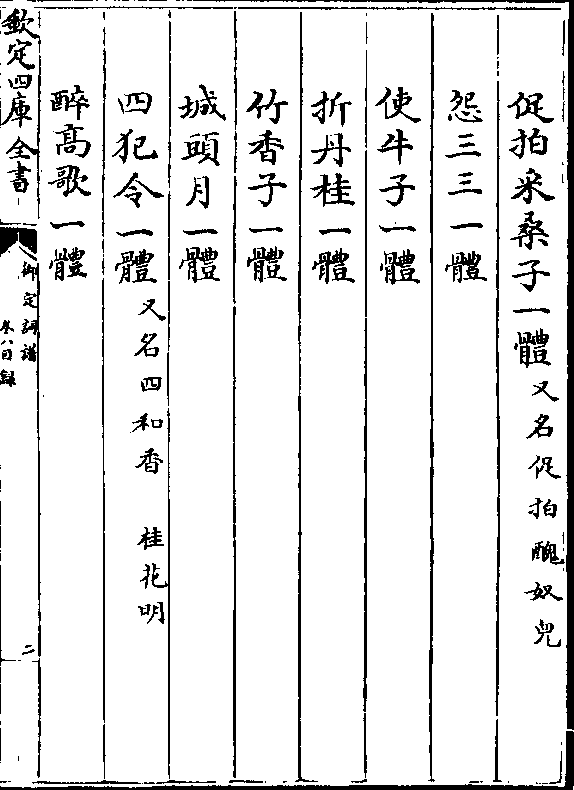 促拍采桑子一體又名促拍醜奴兒
怨三三一體
使牛子一體
折丹桂一體
竹香子一體
城頭月一體
四犯令一體又名四和香 桂花明
醉髙歌一體
欽定四庫全書
御定詞譜
卷八目錄
二